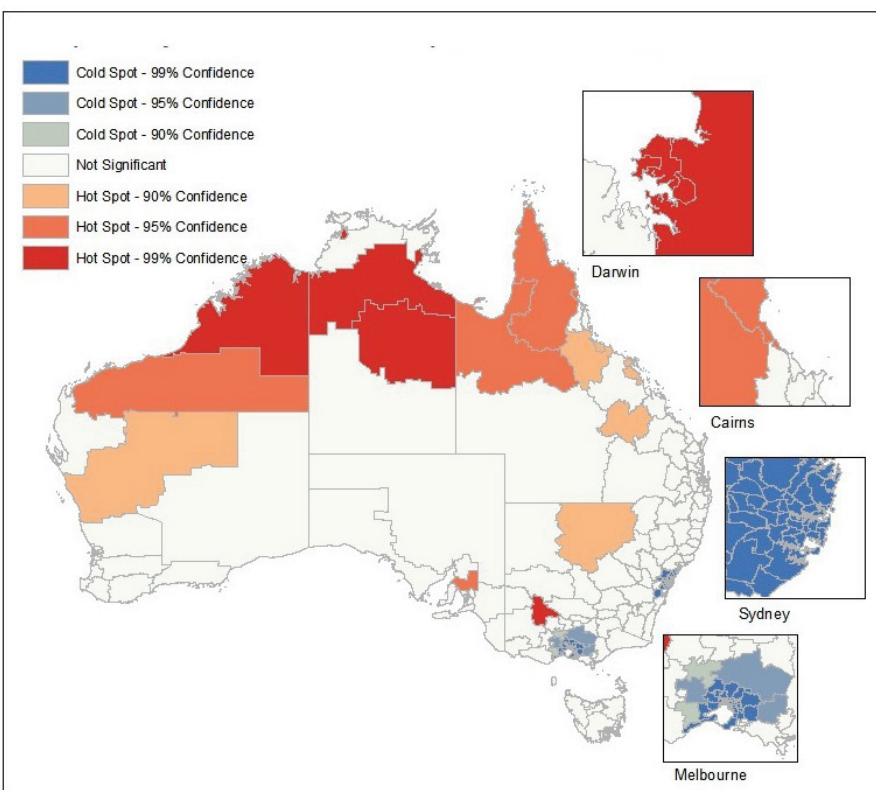 Cold Spot - 99% Confidence
Cold Spot - 95% Confidence
Cold Spot - 90% Confidence
Not Significant
Hot Spot - 90% Confidence
Hot Spot - 95% Confidence
Hot Spot - 99% Confidence
Darwin
Cairns
Sydney
Melbourne